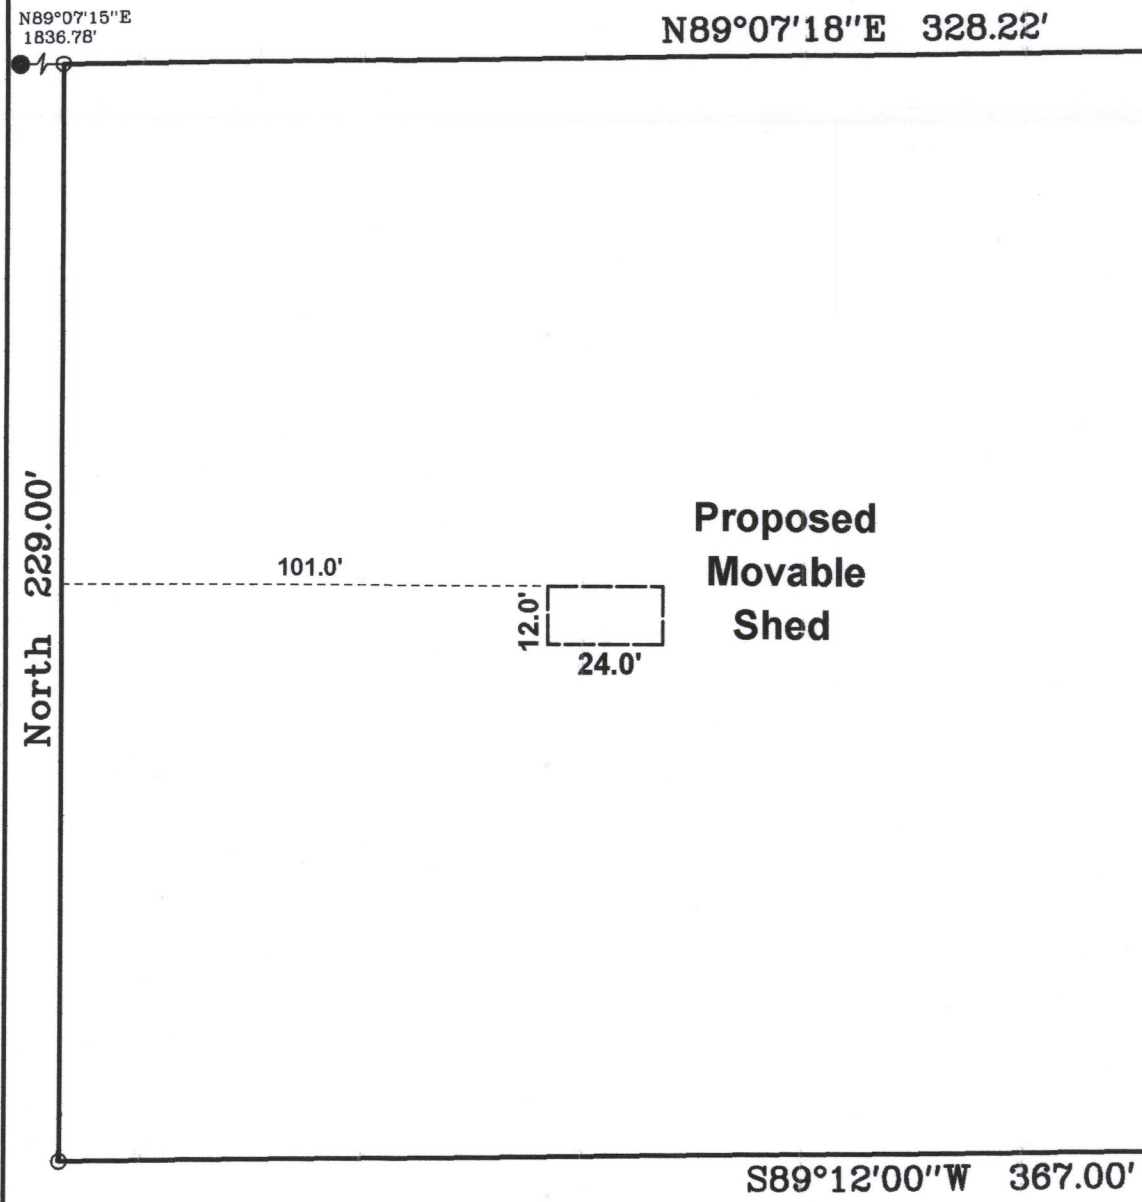 N89°07'15"E
1836.78'
N89°07'18"E 328.22'
North 229.00'
101.0'
12.0'
24.0'
Proposed
Movable
Shed
S89°12'00"W 367.00'